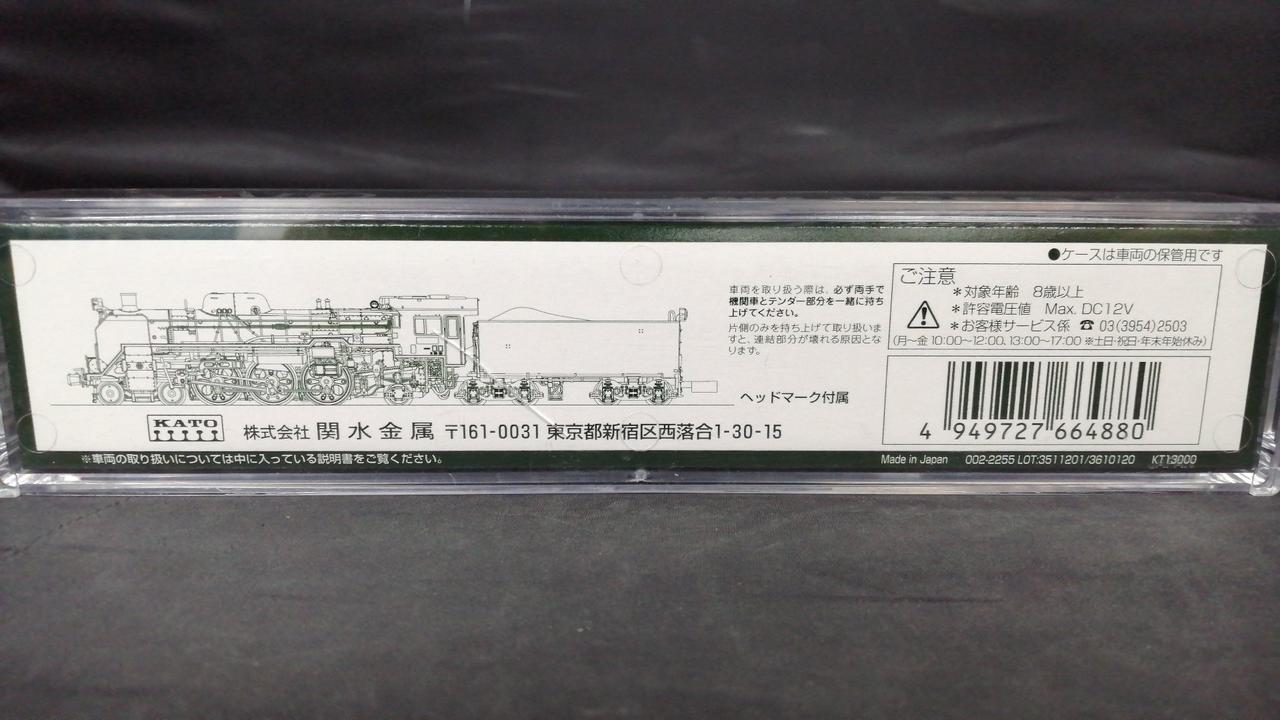 ●ケースは車両の保管用です
車両を取り扱う際は、必ず両手で
機関車とテンダー部分を一緒に持ち
上げてください。
片側のみを持ち上げて取り扱いま
すと、連結部分が壊れる原因とな
ります。
ヘッドマーク付属
ご注意
＊対象年齢 8歳以上
＊許容電圧値 Max. DC12V
＊お客様サービス係 ☎ 03(3954)2503
(月〜金 10:00〜12:00、13:00〜17:00 ※土日・祝日・年末年始休み)
4 949727 664880
KATO
株式会社 関水金属 〒161-0031 東京都新宿区西落合1-30-15
※車両の取り扱いについては中に入っている説明書をご覧ください。
Made in Japan 002-2255 LOT:3511201/3610120 KT13000